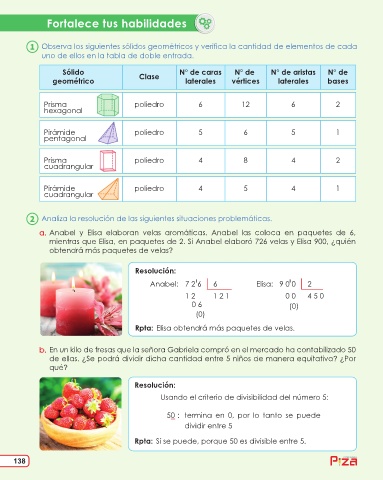 Fortalece tus habilidades
1 Observa los siguientes sólidos geométricos y verifica la cantidad de elementos de cada
uno de ellos en la tabla de doble entrada.
Sólido geométrico Clase N° de caras laterales N° de vértices N° de aristas laterales N° de bases
Prisma hexagonal poliedro 6 12 6 2
Pirámide pentagonal poliedro 5 6 5 1
Prisma cuadrangular poliedro 4 8 4 2
Pirámide cuadrangular poliedro 4 5 4 1
2 Analiza la resolución de las siguientes situaciones problemáticas.
a. Anabel y Elisa elaboran velas aromáticas. Anabel las coloca en paquetes de 6,
mientras que Elisa, en paquetes de 2. Si Anabel elaboró 726 velas y Elisa 900, ¿quién
obtendrá más paquetes de velas?
Resolución:
Anabel: 7 2 6 6 Elisa: 9 0 0 2
1 2 1 2 1 0 0 4 5 0
0 6 (0)
(0)
Rpta: Elisa obtendrá más paquetes de velas.
b. En un kilo de fresas que la señora Gabriela compró en el mercado ha contabilizado 50
de ellas. ¿Se podrá dividir dicha cantidad entre 5 niños de manera equitativa? ¿Por
qué?
Resolución:
Usando el criterio de divisibilidad del número 5:
50 : termina en 0, por lo tanto se puede
dividir entre 5
Rpta: Sí se puede, porque 50 es divisible entre 5.
138 Piza